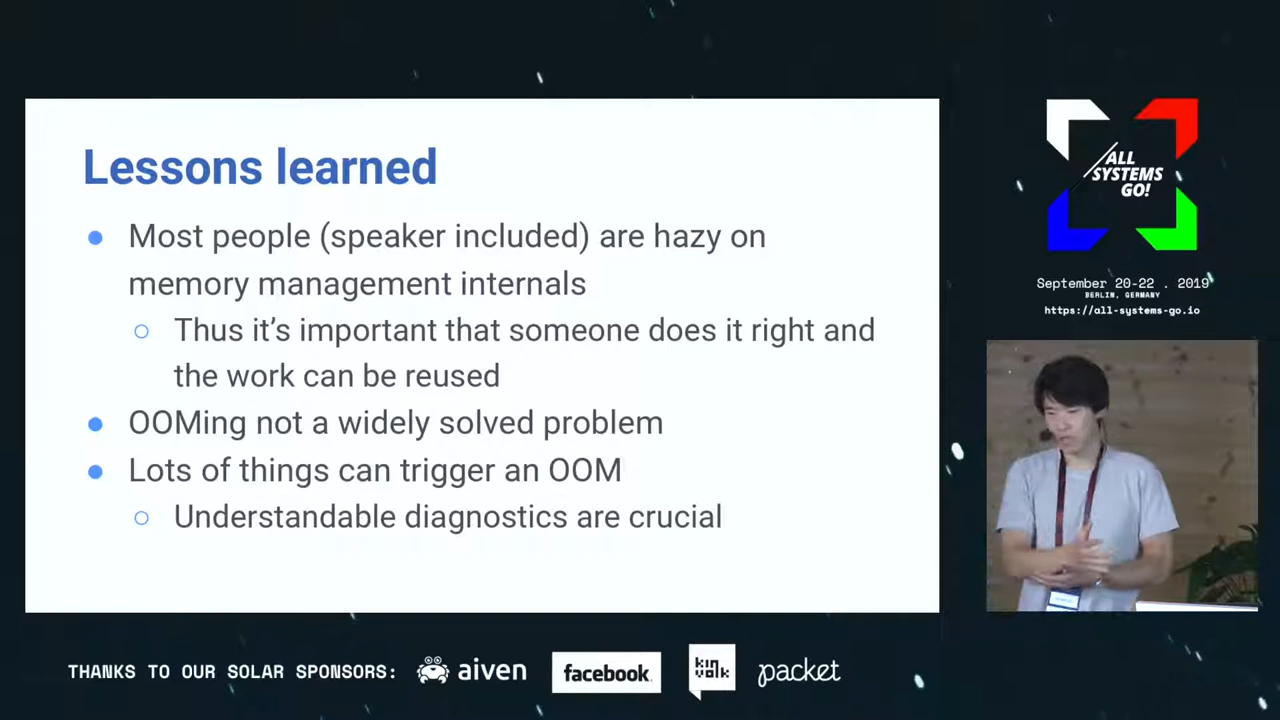 Lessons learned
Most people (speaker included) are hazy on
memory management internals
Thus it's important that someone does it right and
the work can be reused
OOMing not a widely solved problem
Lots of things can trigger an OOM
Understandable diagnostics are crucial
ALL
SYSTEMS
GO!
September 20-22 . 2019
BERLIN, GERMANY
https://all-systems-go.io
THANKS TO OUR SOLAR SPONSORS:
aiven
facebook
kin
volk
packet